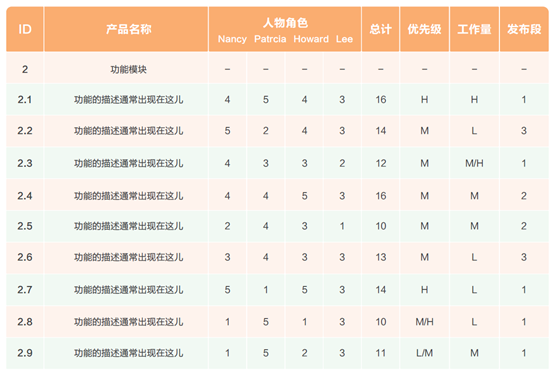 ID 产品名称 人物角色 总计 优先级 工作量 发布段
Nancy Patrcia Howard Lee
2 功能模块 – – – – – – – –
2.1 功能的描述通常出现在这儿 4 5 4 3 16 H H 1
2.2 功能的描述通常出现在这儿 5 2 4 3 14 M L 3
2.3 功能的描述通常出现在这儿 4 3 3 2 12 M M/H 1
2.4 功能的描述通常出现在这儿 4 4 5 3 16 M M 2
2.5 功能的描述通常出现在这儿 2 4 3 1 10 M M 2
2.6 功能的描述通常出现在这儿 3 4 3 3 13 M L 3
2.7 功能的描述通常出现在这儿 5 1 5 3 14 H L 1
2.8 功能的描述通常出现在这儿 1 5 1 3 10 M/H L 1
2.9 功能的描述通常出现在这儿 1 5 2 3 11 L/M M 1